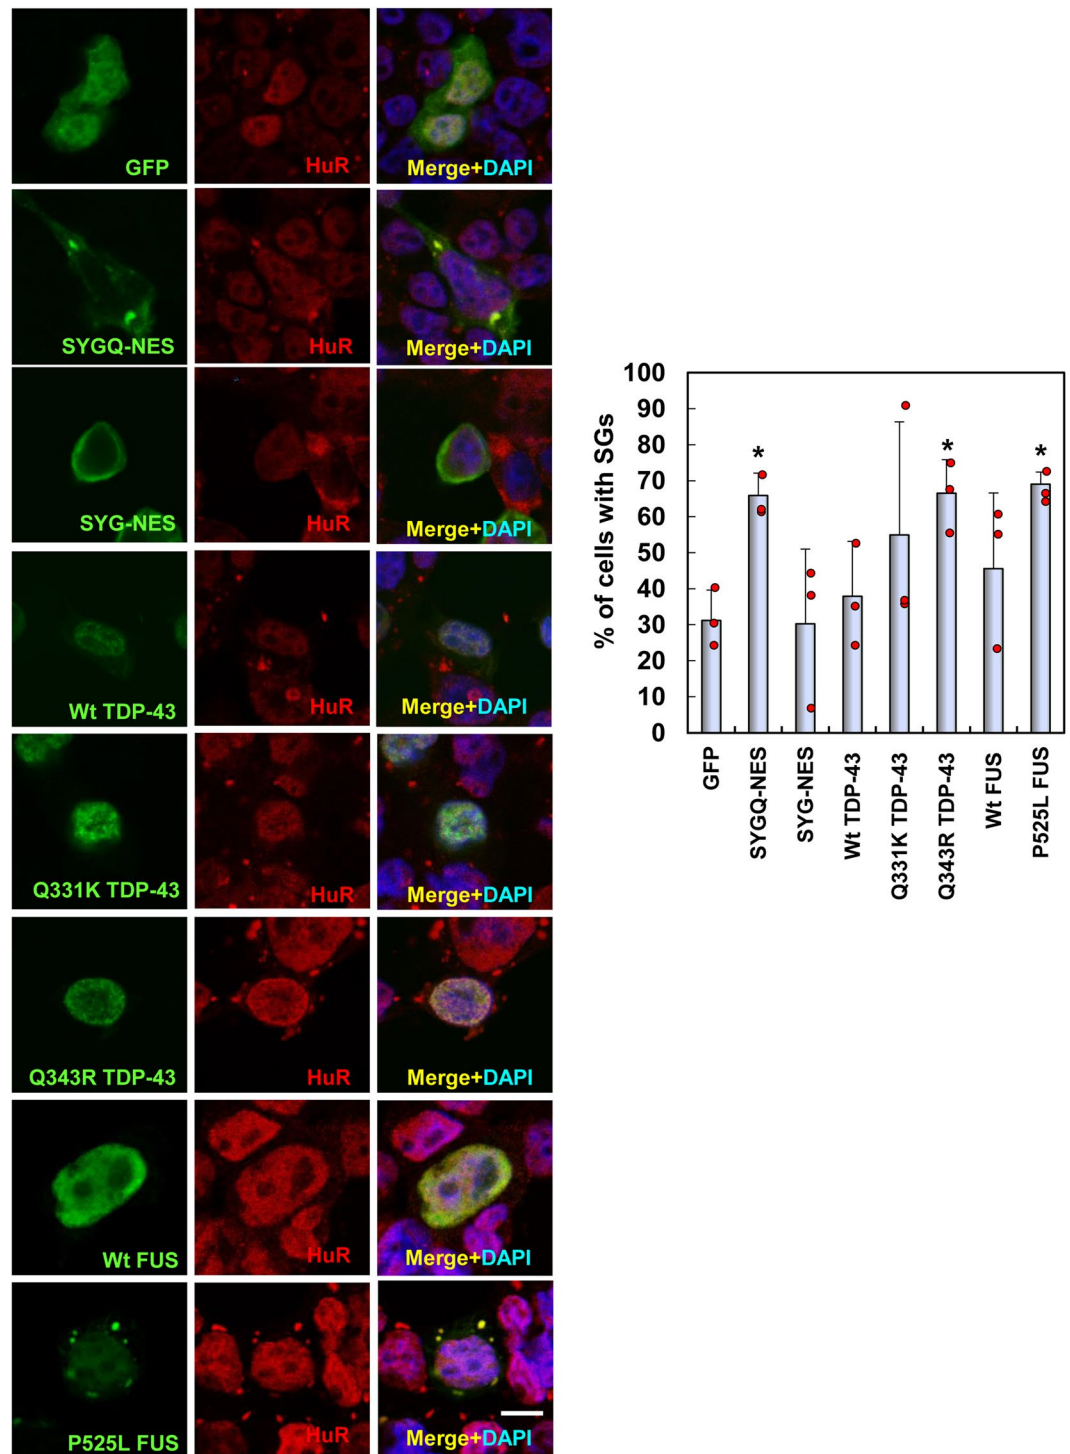 GFP HuR Merge+DAPI
SYGQ-NES HuR Merge+DAPI
SYG-NES HuR Merge+DAPI
Wt TDP-43 HuR Merge+DAPI
Q331K TDP-43 HuR Merge+DAPI
Q343R TDP-43 HuR Merge+DAPI
Wt FUS HuR Merge+DAPI
P525L FUS HuR Merge+DAPI
% of cells with SGs
100
90
80
70
60
50
40
30
20
10
0
*
*
*
GFP
SYGQ-NES
SYG-NES
Wt TDP-43
Q331K TDP-43
Q343R TDP-43
Wt FUS
P525L FUS